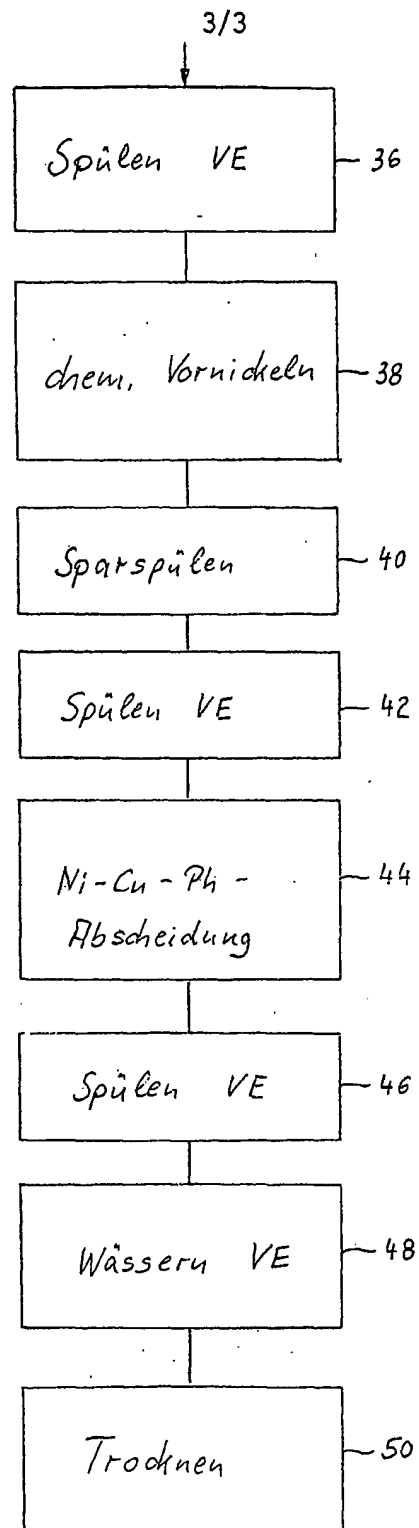 3/3
Spülen VE 36
chem. Vornickeln 38
Sparspülen 40
Spülen VE 42
Ni-Cu-Ph- 44
Abscheidung
Spülen VE 46
Wässern VE 48
Trocknen 50